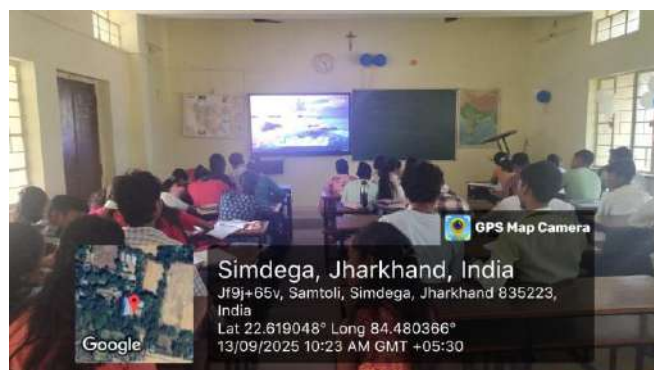 GPS Map Camera
Simdega, Jharkhand, India
Jf9j+65v, Samtoli, Simdega, Jharkhand 835223,
India
Lat 22.619048° Long 84.480366°
13/09/2025 10:23 AM GMT +05:30
Google